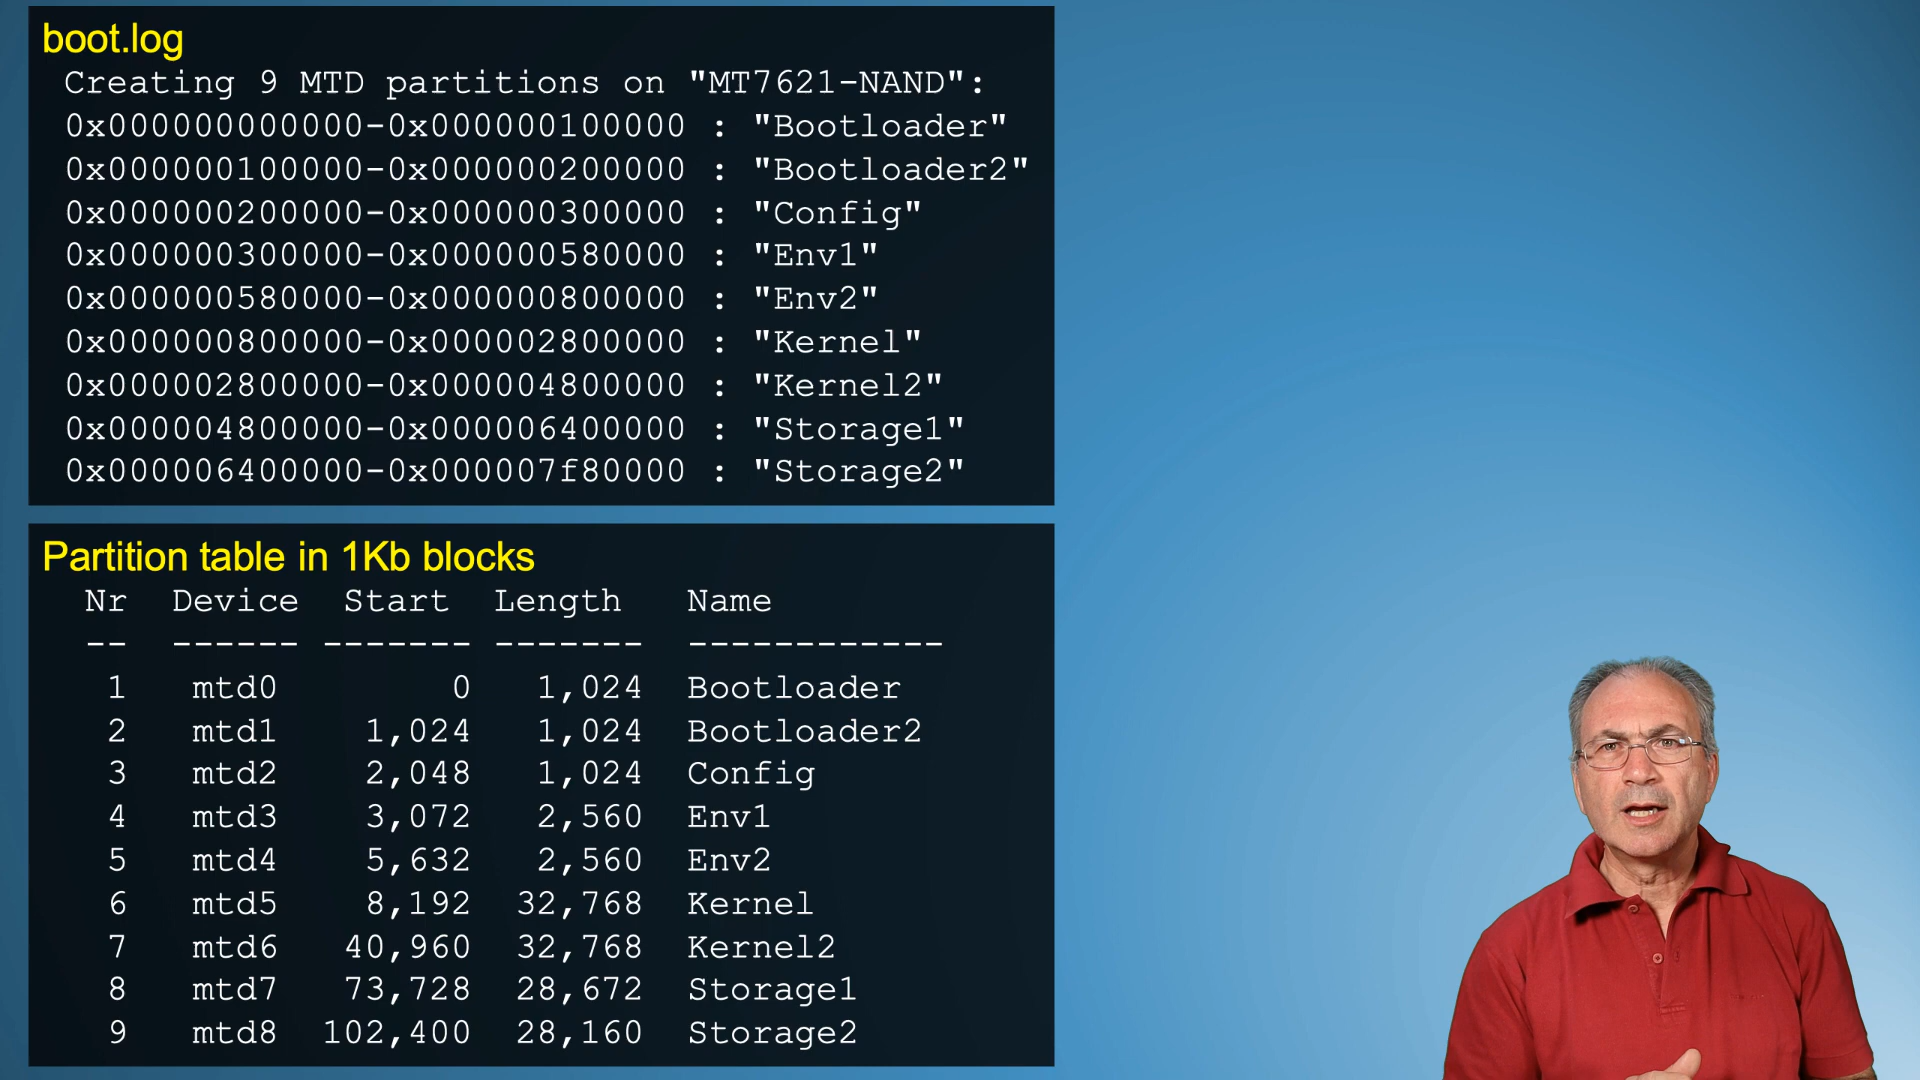 boot.log
Creating 9 MTD partitions on "MT7621-NAND":
0x000000000000-0x000000100000 : "Bootloader"
0x000000100000-0x000000200000 : "Bootloader2"
0x000000200000-0x000000300000 : "Config"
0x000000300000-0x000000580000 : "Env1"
0x000000580000-0x000000800000 : "Env2"
0x000000800000-0x000002800000 : "Kernel"
0x000002800000-0x000004800000 : "Kernel2"
0x000004800000-0x000006400000 : "Storage1"
0x000006400000-0x000007f80000 : "Storage2"
Partition table in 1Kb blocks
Nr Device Start Length Name
-- ------ ------- ------- ------------
1 mtd0 0 1,024 Bootloader
2 mtd1 1,024 1,024 Bootloader2
3 mtd2 2,048 1,024 Config
4 mtd3 3,072 2,560 Env1
5 mtd4 5,632 2,560 Env2
6 mtd5 8,192 32,768 Kernel
7 mtd6 40,960 32,768 Kernel2
8 mtd7 73,728 28,672 Storage1
9 mtd8 102,400 28,160 Storage2